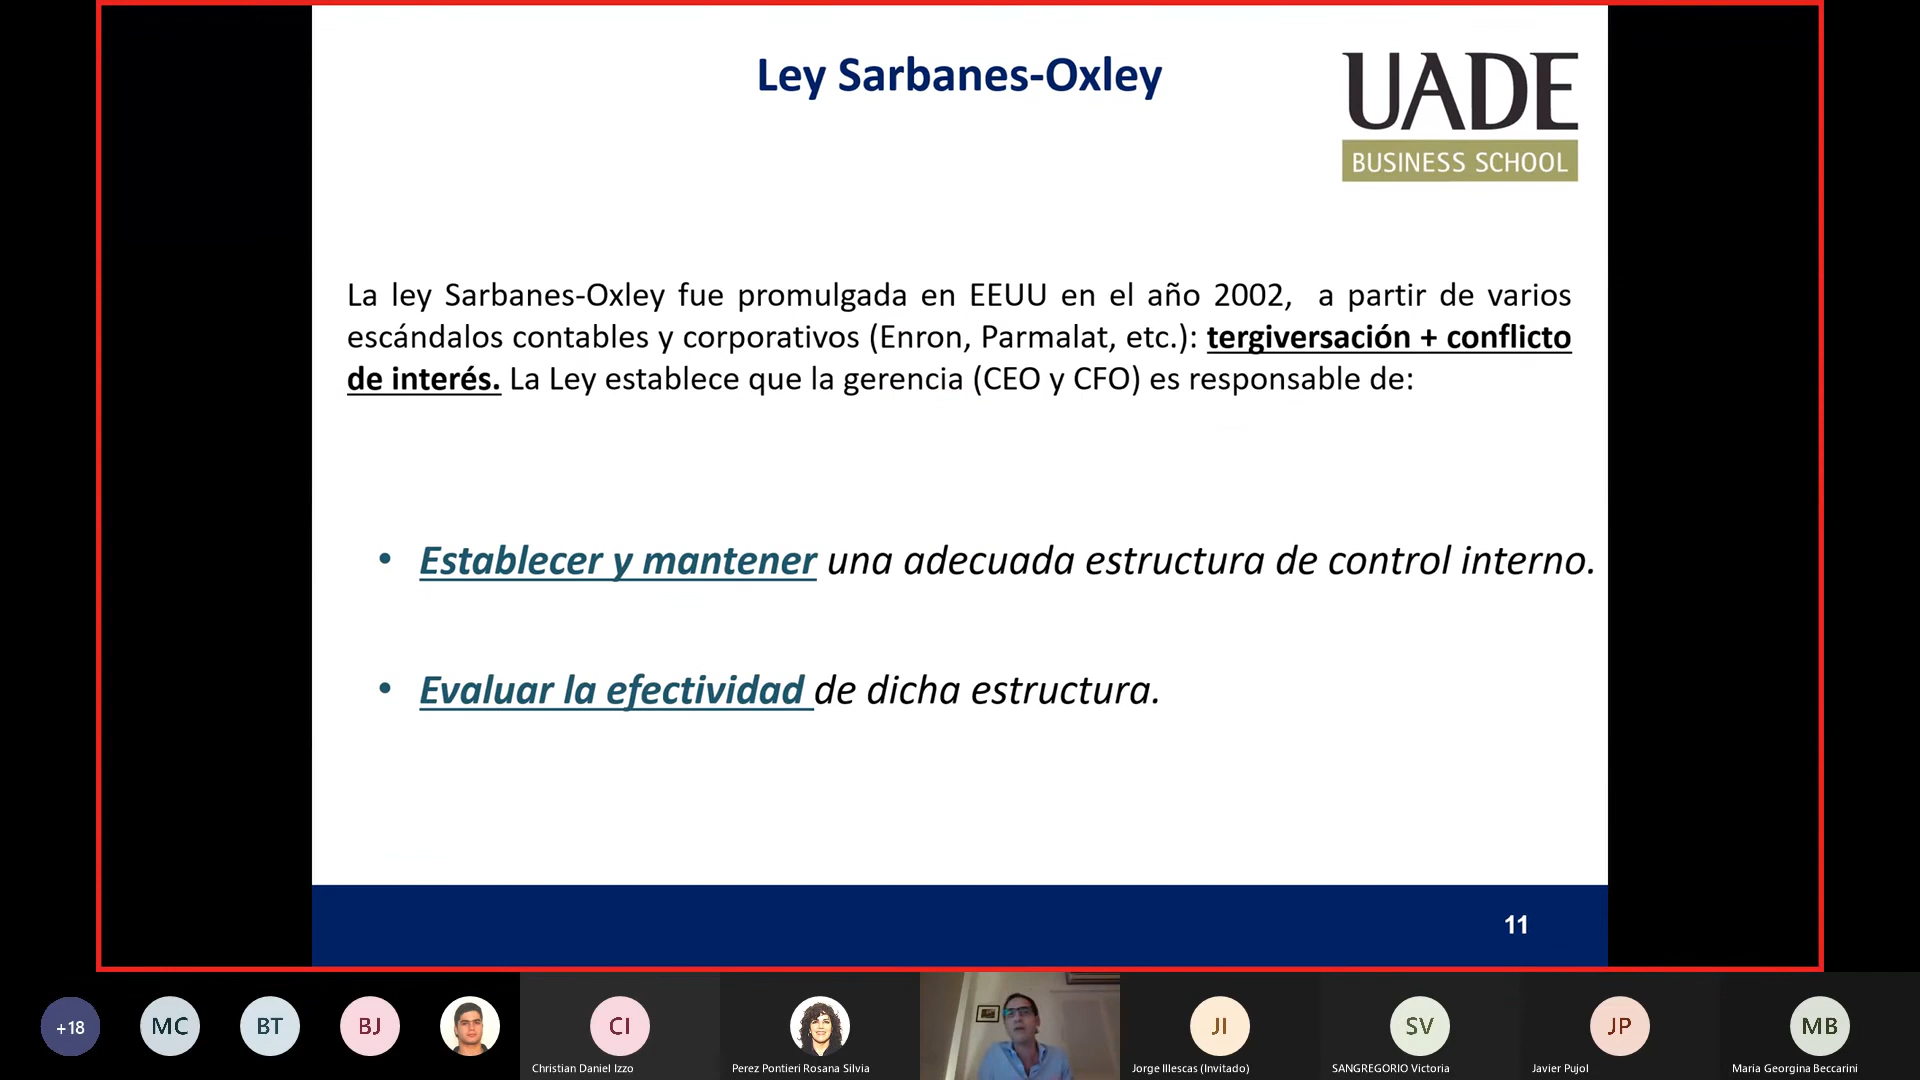 Ley Sarbanes-Oxley
UADE
BUSINESS SCHOOL
La ley Sarbanes-Oxley fue promulgada en EEUU en el año 2002, a partir de varios
escándalos contables y corporativos (Enron, Parmalat, etc.): tergiversación + conflicto
de interés. La Ley establece que la gerencia (CEO y CFO) es responsable de:
• Establecer y mantener una adecuada estructura de control interno.
• Evaluar la efectividad de dicha estructura.
11
+18
MC
BT
BJ
CI
JI
SV
JP
MB
Christian Daniel Izzo
Perez Pontieri Rosana Silvia
Jorge Illescas (Invitado)
SANGREGORIO Victoria
Javier Pujol
Maria Georgina Beccarini